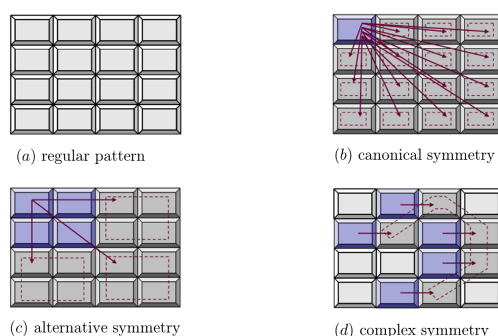 (a) regular pattern
(b) canonical symmetry
(c) alternative symmetry
(d) complex symmetry